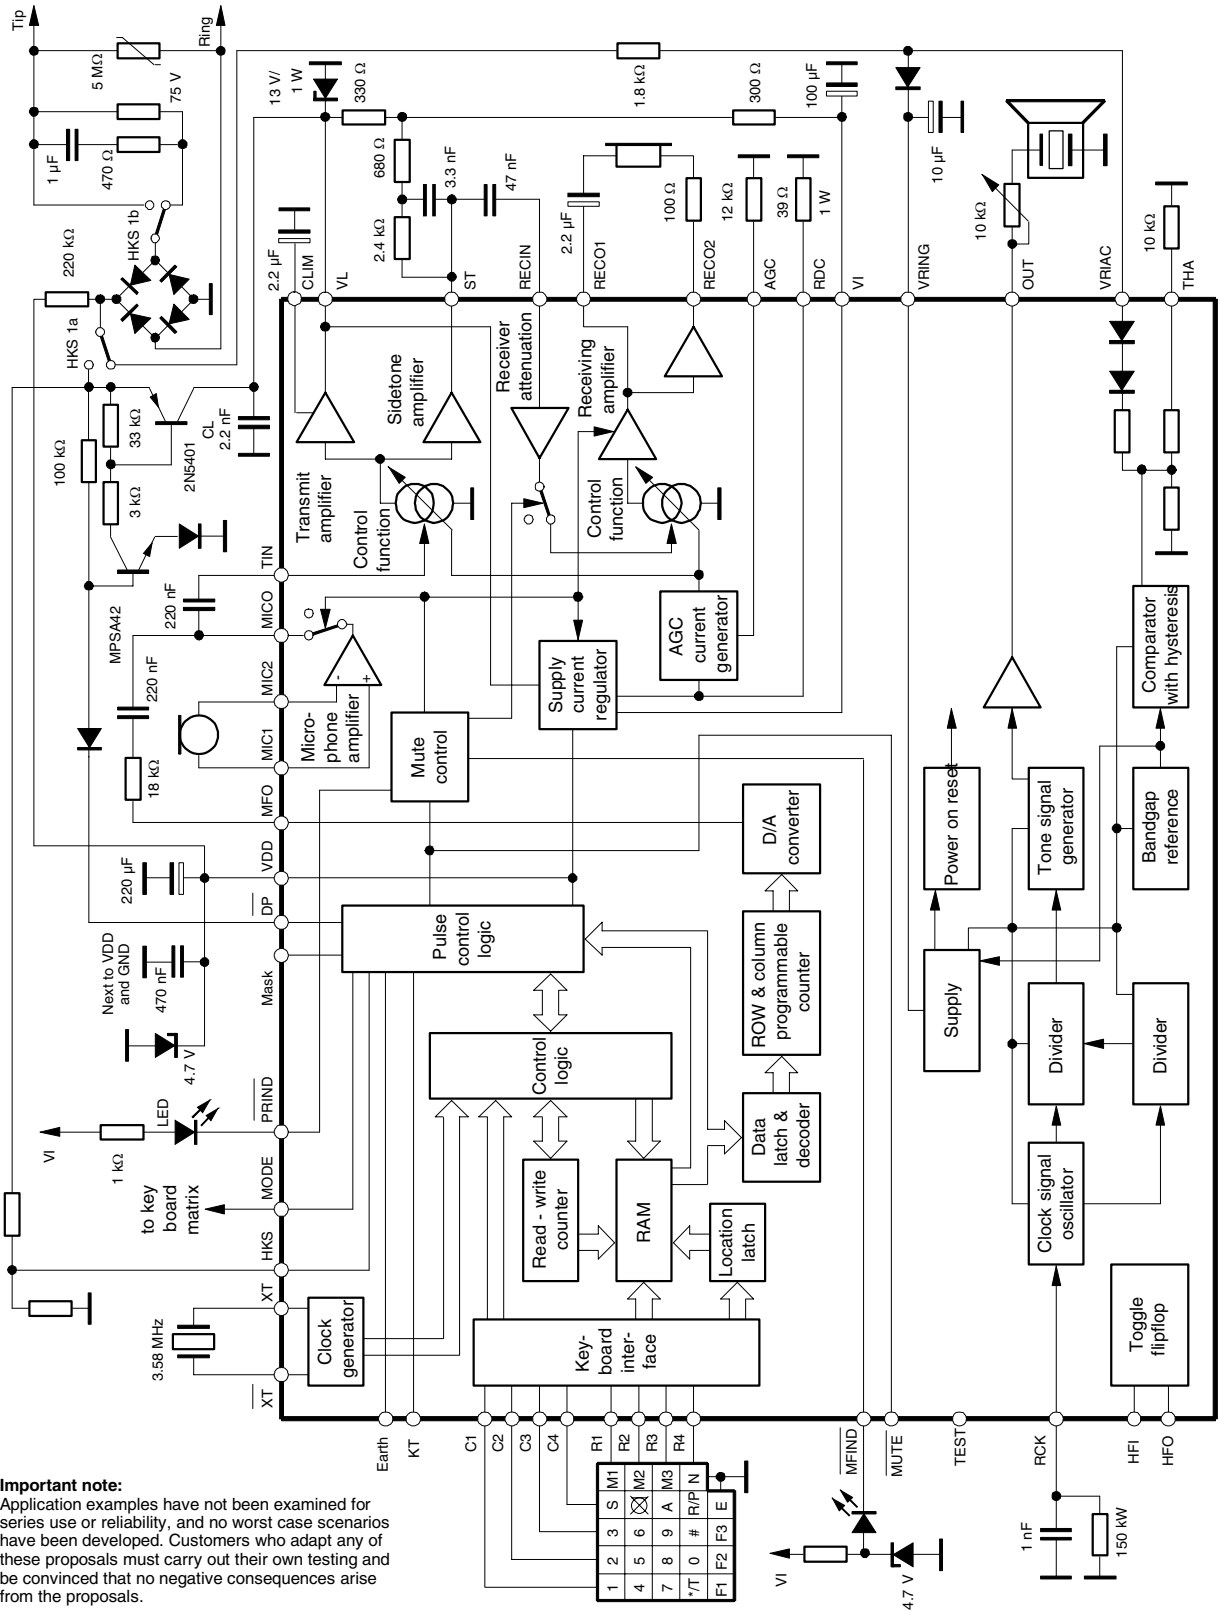 Tip
Ring
5 MΩ
75 V
1 µF
470 Ω
HKS 1b
220 kΩ
HKS 1a
13 V/
1 W
330 Ω
1.8 kΩ
300 Ω
100 µF
10 µF
10 kΩ
10 kΩ
680 Ω
2.4 kΩ
3.3 nF
47 nF
2.2 µF
100 Ω
12 kΩ
39 Ω
1 W
2.2 µF
CLIM
VL
ST
RECIN
RECO1
RECO2
AGC
RDC
VI
VRING
OUT
VRIAC
THA
100 kΩ
33 kΩ
3 kΩ
2N5401
CL
2.2 nF
MPSA42
220 nF
220 nF
18 kΩ
TIN
MICO
MIC2
MIC1
MFO
VDD
DP
Mask
PRIND
MODE
HKS
XT
XT
220 µF
Next to VDD
and GND
470 nF
4.7 V
LED
VI
1 kΩ
to key
board
matrix
3.58 MHz
Transmit
amplifier
Sidetone
amplifier
Receiver
attenuation
Receiving
amplifier
Control
function
Control
function
-
+
Micro-
phone
amplifier
Mute
control
Supply
current
regulator
AGC
current
generator
Comparator
with hysteresis
Power on reset
Tone signal
generator
Bandgap
reference
D/A
converter
Pulse
control
logic
Control
logic
ROW & column
programmable
counter
Supply
Divider
Divider
Data
latch &
decoder
Read - write
counter
RAM
Location
latch
Clock signal
oscillator
Toggle
flipflop
Clock
generator
Key-
board
inter-
face
Earth
KT
C1
C2
C3
C4
R1
R2
R3
R4
MFIND
MUTE
TEST
RCK
HFI
HFO
1 2 3 S M1
4 5 6 M2
7 8 9 A M3
*/T 0 # R/P N
F1 F2 F3 E
VI
4.7 V
1 nF
150 kW
Important note:
Application examples have not been examined for
series use or reliability, and no worst case scenarios
have been developed. Customers who adapt any of
these proposals must carry out their own testing and
be convinced that no negative consequences arise
from the proposals.